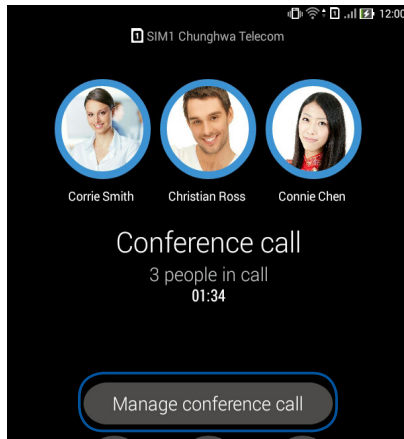 12:00
1 SIM1 Chunghwa Telecom
Corrie Smith Christian Ross Connie Chen
Conference call
3 people in call
01:34
Manage conference call